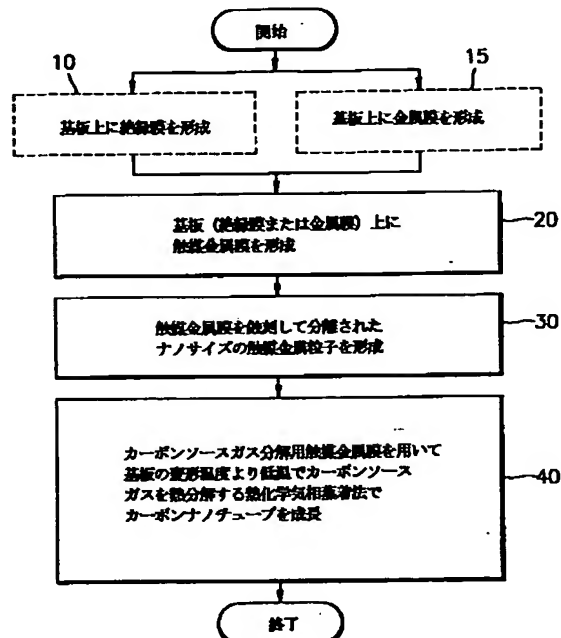 開始
10
15
基板上に絶縁膜を形成
基板上に金属膜を形成
基板（絶縁膜または金属膜）上に
触媒金属膜を形成
20
触媒金属膜を蝕刻して分離された
ナノサイズの触媒金属粒子を形成
30
カーボンソースガス分解用触媒金属膜を用いて
基板の変形温度より低温でカーボンソース
ガスを熱分解する熱化学気相蒸着法で
カーボンナノチューブを成長
40
終了